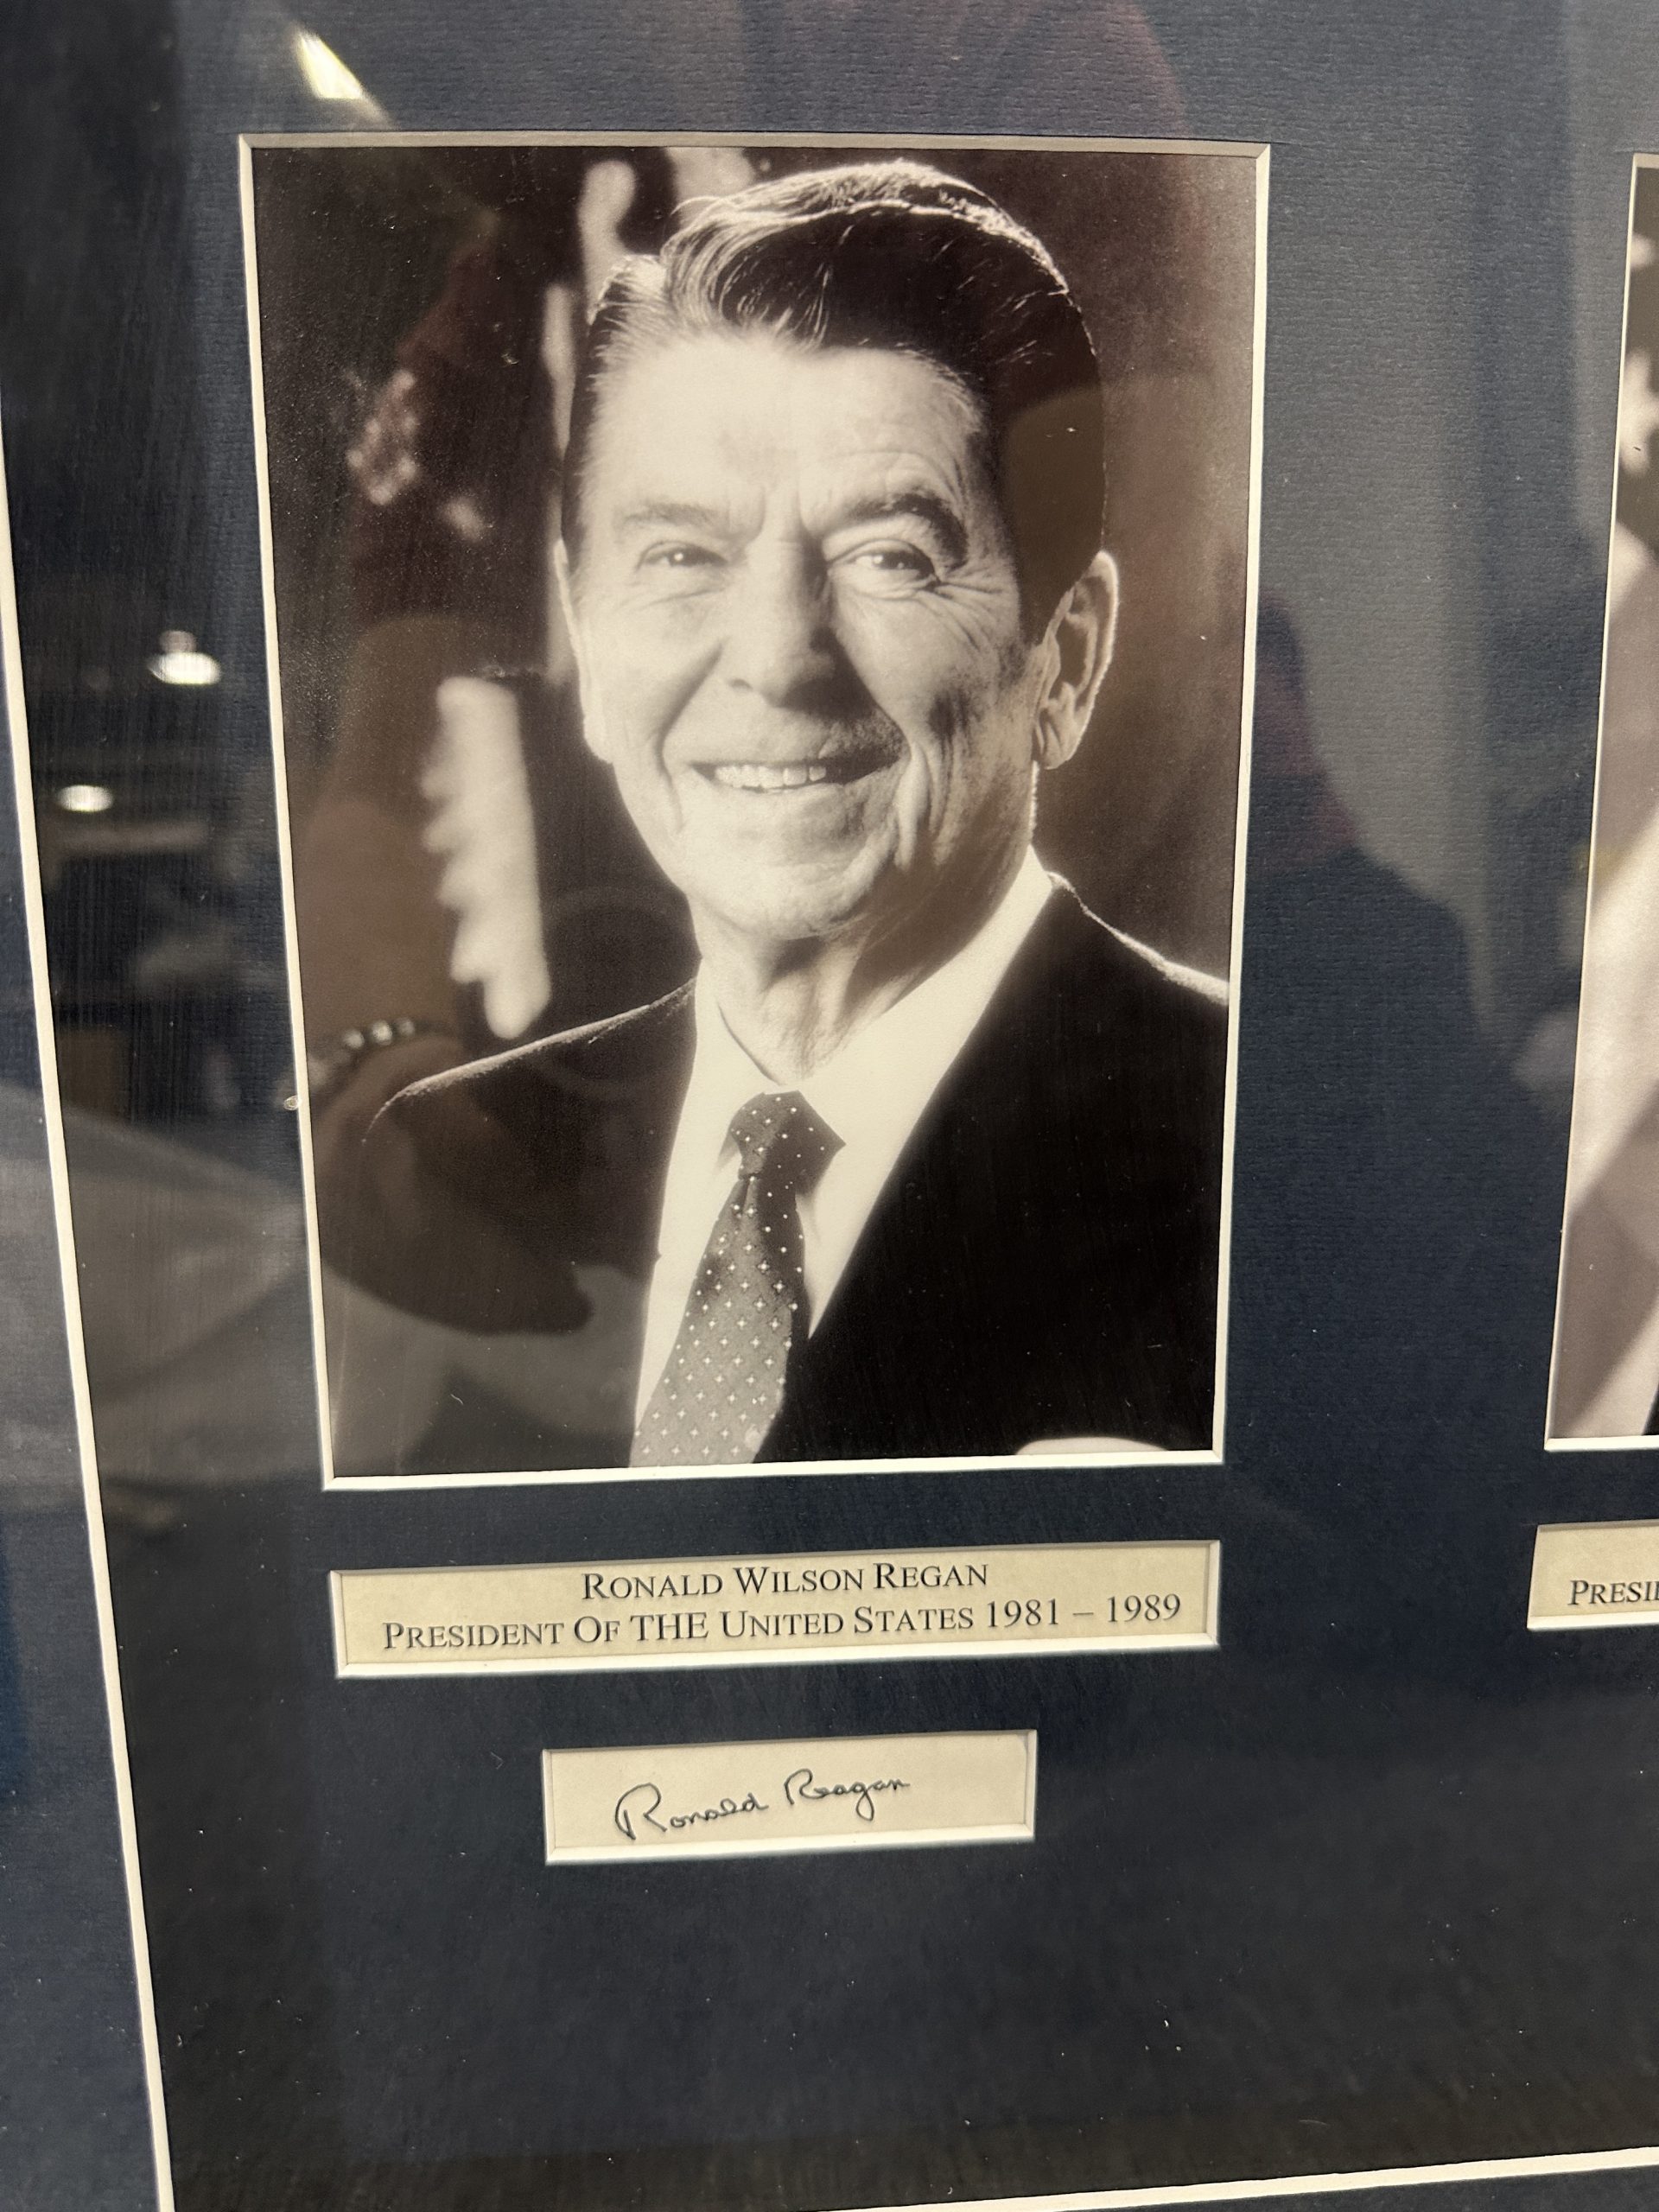 RONALD WILSON REGAN
PRESIDENT OF THE UNITED STATES 1981 – 1989
Ronald Reagan